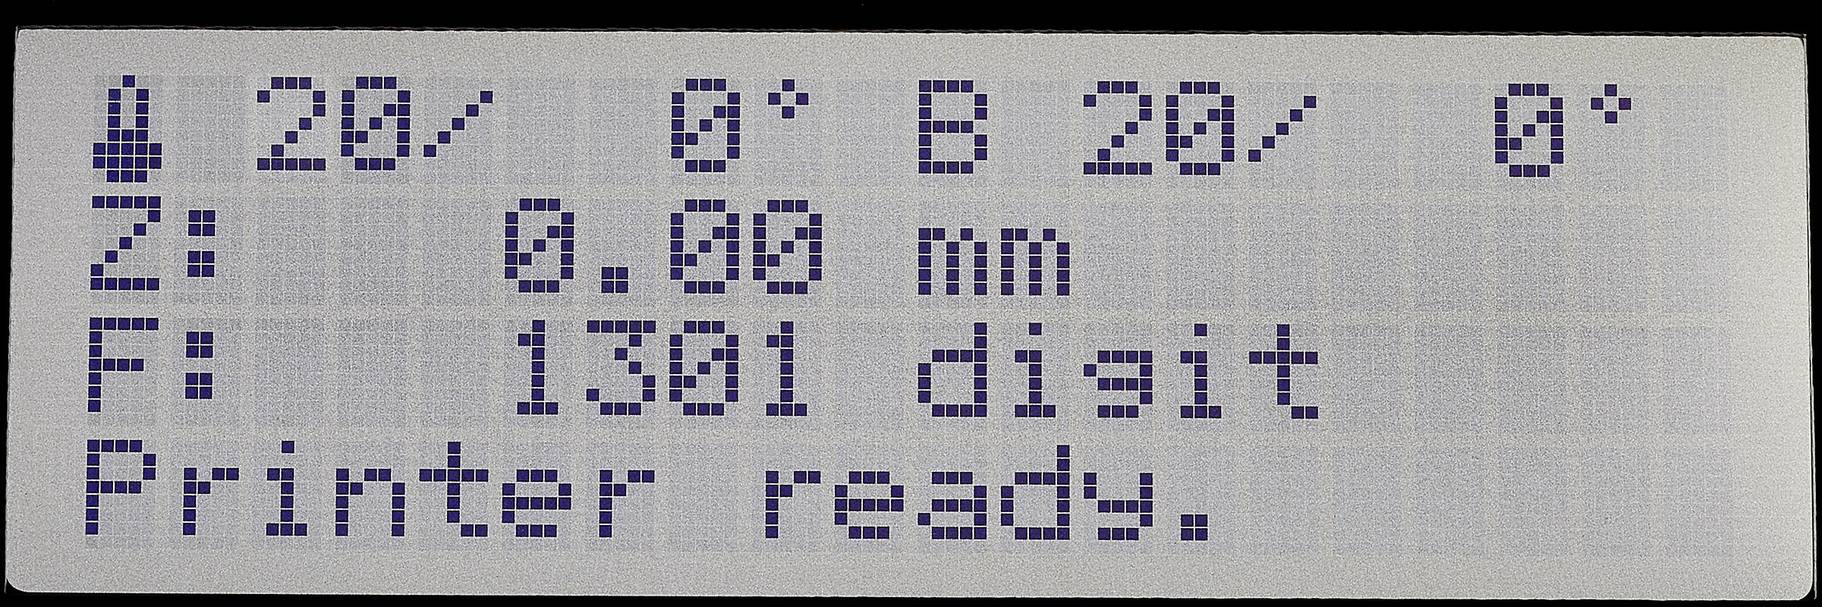 20/ 0° B 20/ 0°
Z: 0.00 mm
F: 1301 digit
Printer ready.